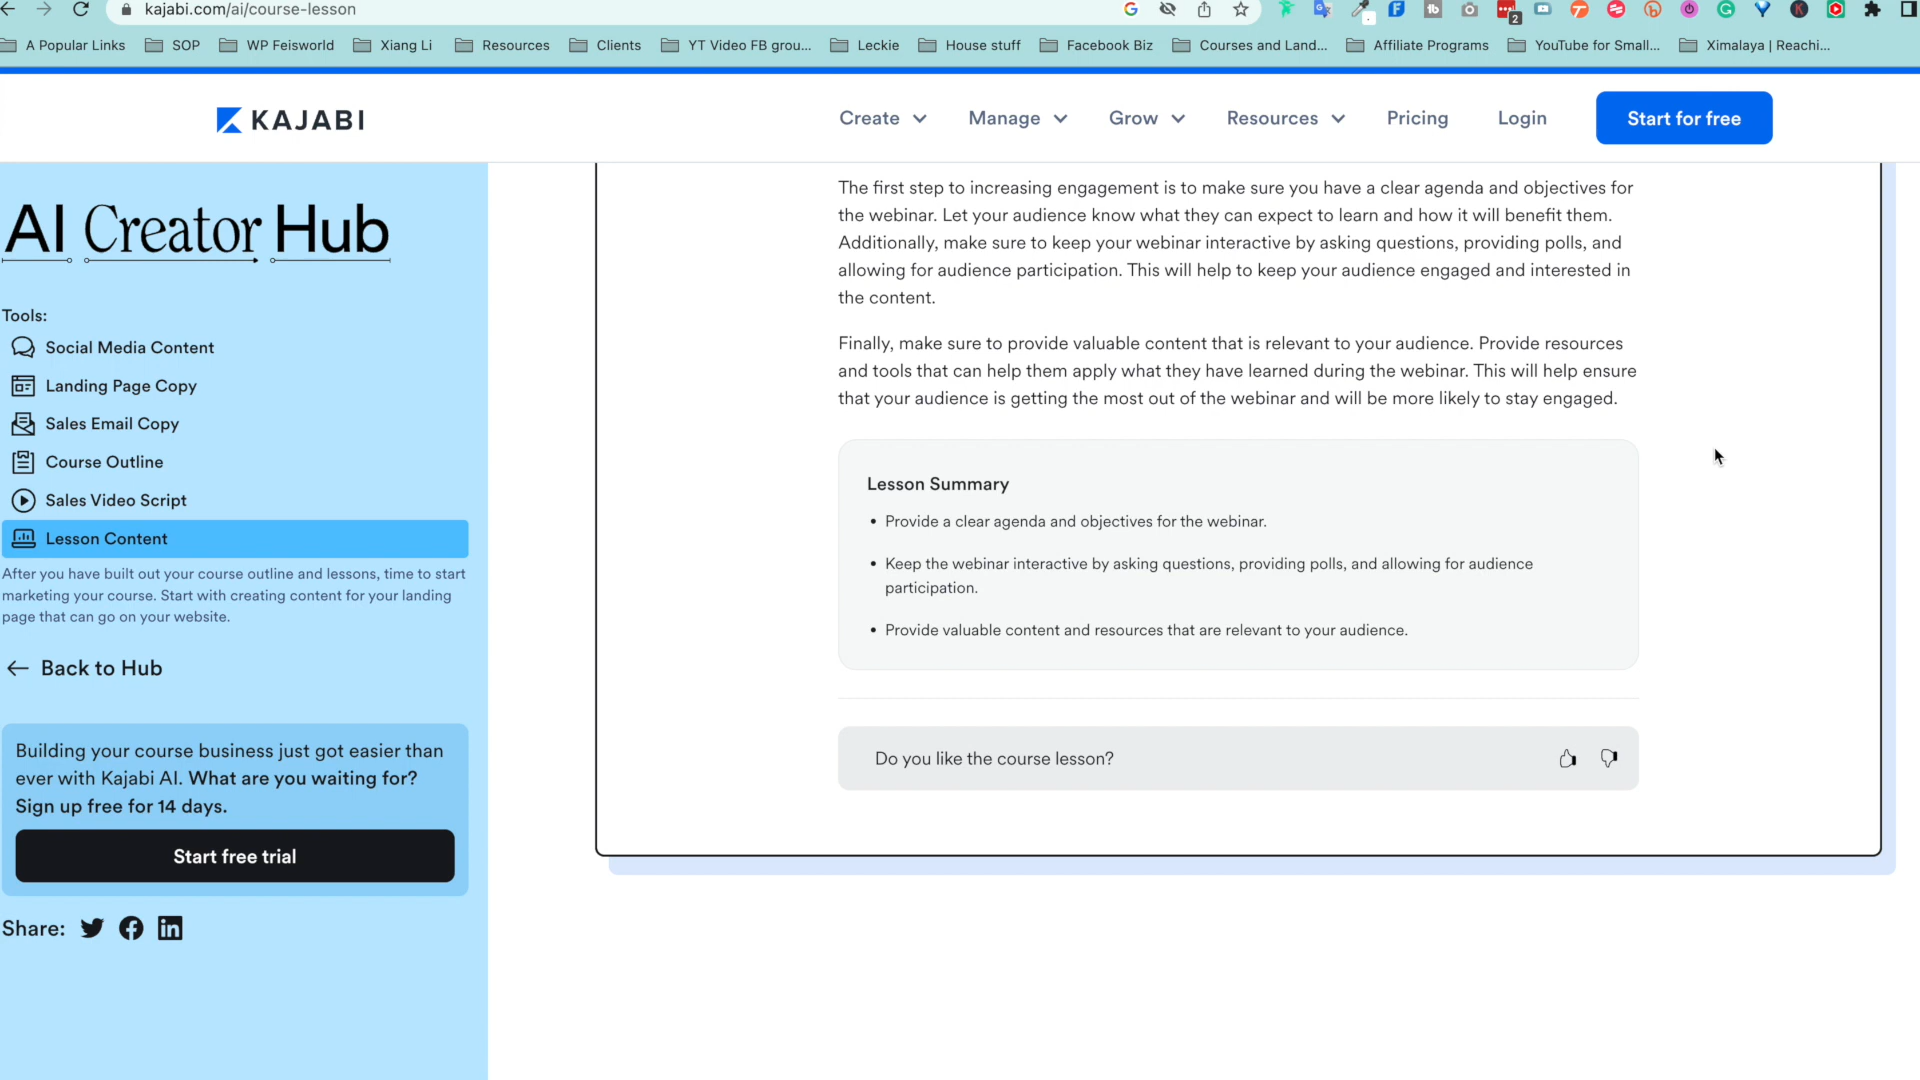 kajabi.com/ai/course-lesson
A Popular Links
SOP
WP Feisworld
Xiang Li
Resources
Clients
YT Video FB grou...
Leckie
House stuff
Facebook Biz
Courses and Land...
Affiliate Programs
YouTube for Small...
Ximalaya | Reachi...
KAJABI
Create
Manage
Grow
Resources
Pricing
Login
Start for free
AI Creator Hub
Tools:
Social Media Content
Landing Page Copy
Sales Email Copy
Course Outline
Sales Video Script
Lesson Content
After you have built out your course outline and lessons, time to start
marketing your course. Start with creating content for your landing
page that can go on your website.
Back to Hub
Building your course business just got easier than
ever with Kajabi AI. What are you waiting for?
Sign up free for 14 days.
Start free trial
Share:
The first step to increasing engagement is to make sure you have a clear agenda and objectives for
the webinar. Let your audience know what they can expect to learn and how it will benefit them.
Additionally, make sure to keep your webinar interactive by asking questions, providing polls, and
allowing for audience participation. This will help to keep your audience engaged and interested in
the content.
Finally, make sure to provide valuable content that is relevant to your audience. Provide resources
and tools that can help them apply what they have learned during the webinar. This will help ensure
that your audience is getting the most out of the webinar and will be more likely to stay engaged.
Lesson Summary
• Provide a clear agenda and objectives for the webinar.
• Keep the webinar interactive by asking questions, providing polls, and allowing for audience
participation.
• Provide valuable content and resources that are relevant to your audience.
Do you like the course lesson?